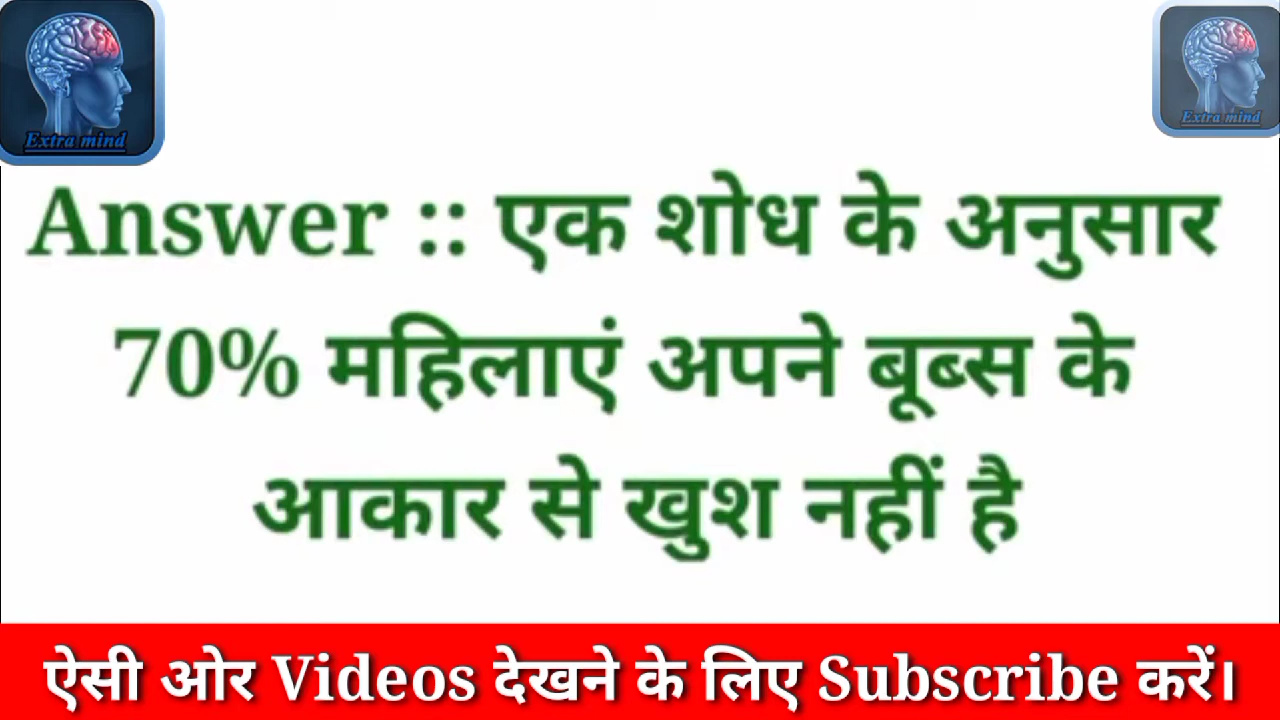 Extra mind
Extra mind
Answer :: एक शोध के अनुसार
70% महिलाएं अपने बूब्स के
आकार से खुश नहीं है
ऐसी ओर Videos देखने के लिए Subscribe करें।